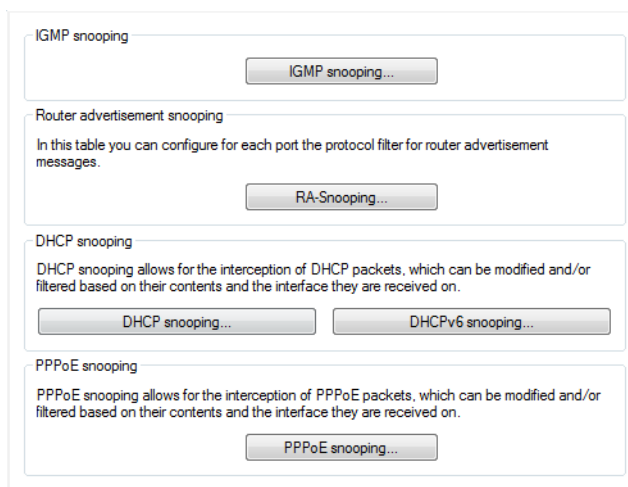 IGMP snooping
IGMP snooping...
Router advertisement snooping
In this table you can configure for each port the protocol filter for router advertisement
messages.
RA-Snooping...
DHCP snooping
DHCP snooping allows for the interception of DHCP packets, which can be modified and/or
filtered based on their contents and the interface they are received on.
DHCP snooping...
DHCPv6 snooping...
PPPoE snooping
PPPoE snooping allows for the interception of PPPoE packets, which can be modified and/or
filtered based on their contents and the interface they are received on.
PPPoE snooping...